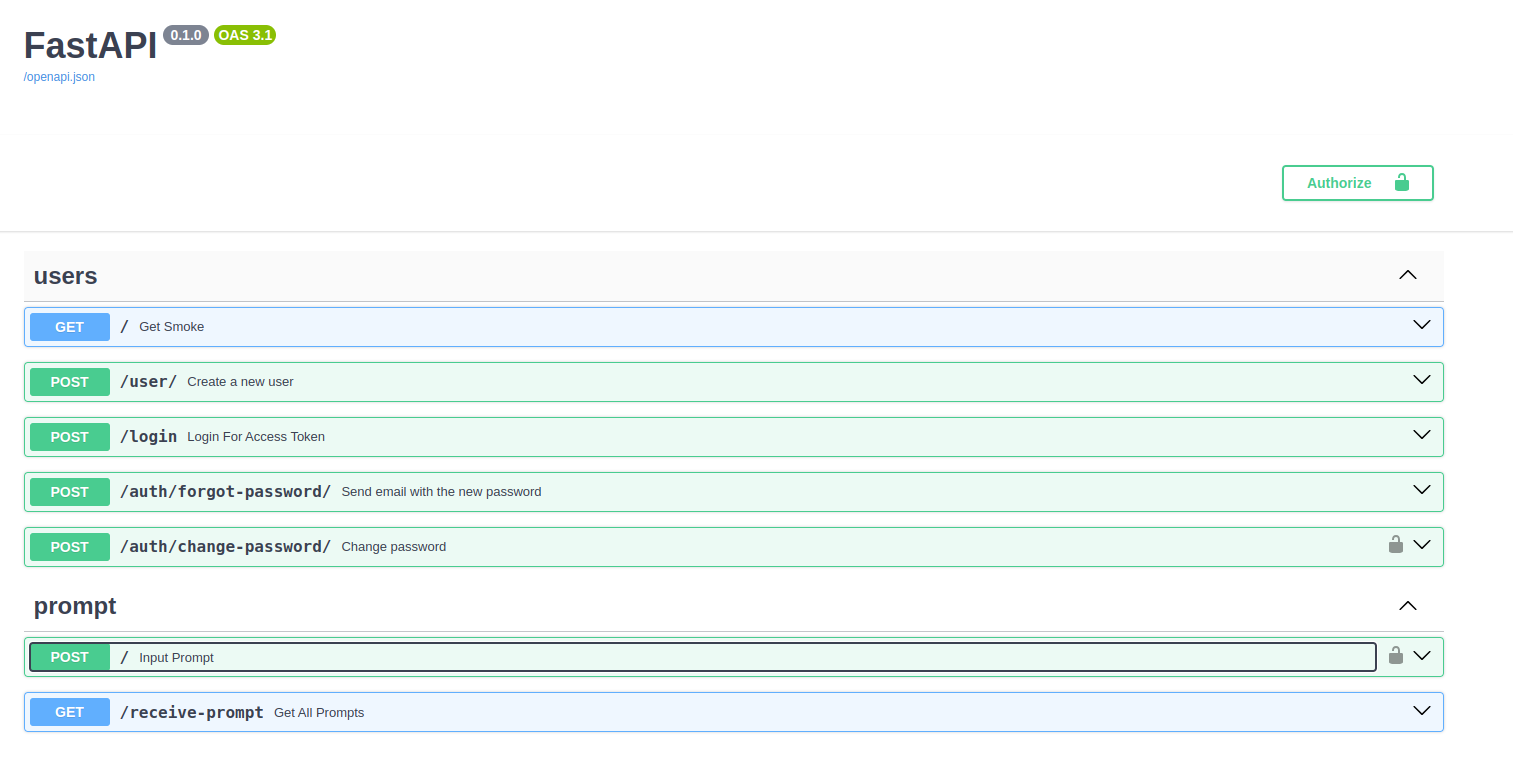 FastAPI 0.1.0 OAS 3.1
/openapi.json
Authorize
users
GET / Get Smoke
POST /user/ Create a new user
POST /login Login For Access Token
POST /auth/forgot-password/ Send email with the new password
POST /auth/change-password/ Change password
prompt
POST / Input Prompt
GET /receive-prompt Get All Prompts